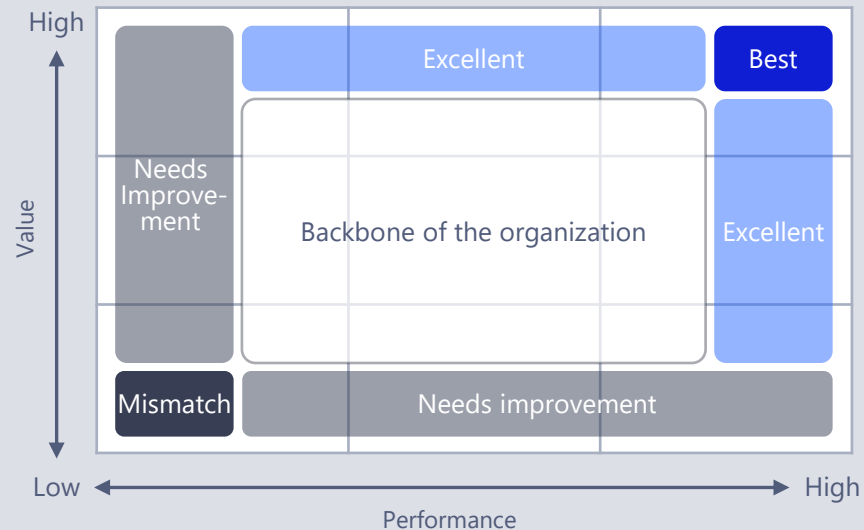 High
Excellent
Best
Needs
Improve-
ment
Value
Backbone of the organization
Excellent
Mismatch
Needs improvement
Low
High
Performance